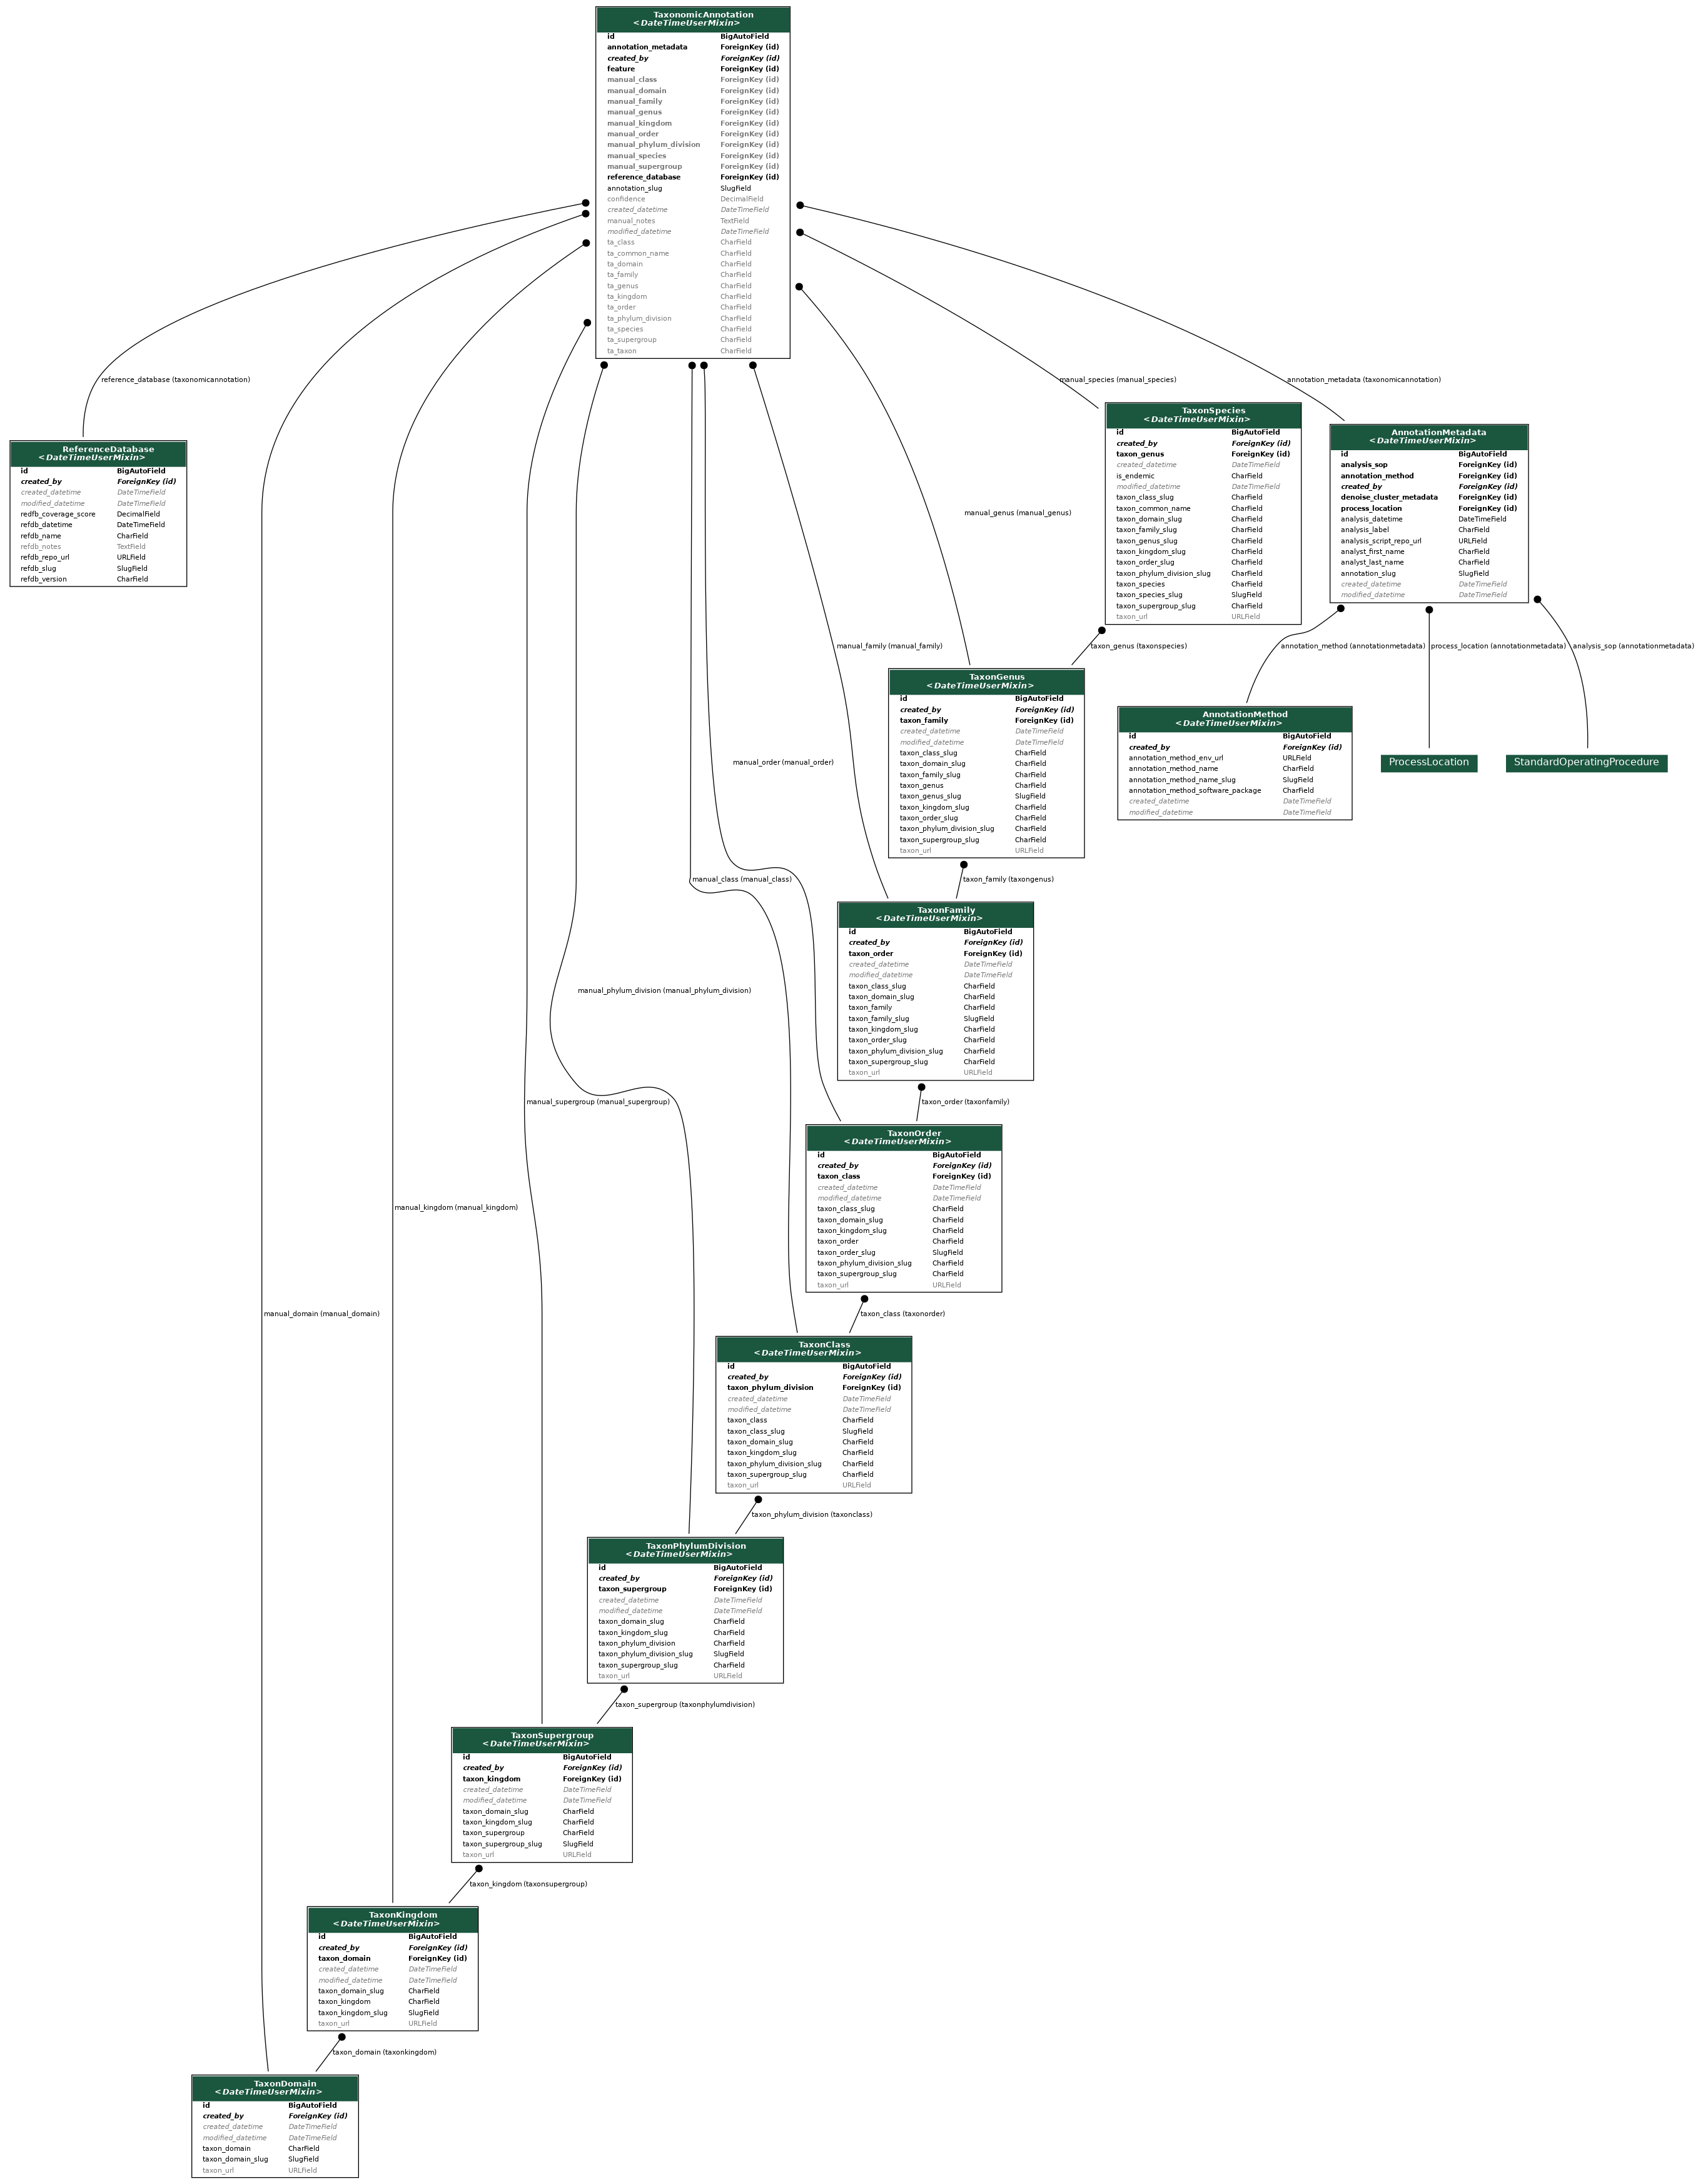 TaxonomicAnnotation
<DateTimeUserMixin>
id BigAutoField
annotation_metadata ForeignKey (id)
created_by ForeignKey (id)
feature ForeignKey (id)
manual_class ForeignKey (id)
manual_domain ForeignKey (id)
manual_family ForeignKey (id)
manual_genus ForeignKey (id)
manual_kingdom ForeignKey (id)
manual_order ForeignKey (id)
manual_phylum_division ForeignKey (id)
manual_species ForeignKey (id)
manual_supergroup ForeignKey (id)
reference_database ForeignKey (id)
annotation_slug SlugField
confidence DecimalField
created_datetime DateTimeField
manual_notes TextField
modified_datetime DateTimeField
ta_class CharField
ta_common_name CharField
ta_domain CharField
ta_family CharField
ta_genus CharField
ta_kingdom CharField
ta_order CharField
ta_phylum_division CharField
ta_species CharField
ta_supergroup CharField
ta_taxon CharField
reference_database (taxonomicannotation)
manual_species (manual_species)
annotation_metadata (taxonomicannotation)
ReferenceDatabase
<DateTimeUserMixin>
id BigAutoField
created_by ForeignKey (id)
created_datetime DateTimeField
modified_datetime DateTimeField
redfb_coverage_score DecimalField
refdb_datetime DateTimeField
refdb_name CharField
refdb_notes TextField
refdb_repo_url URLField
refdb_slug SlugField
refdb_version CharField
TaxonSpecies
<DateTimeUserMixin>
id BigAutoField
created_by ForeignKey (id)
taxon_genus ForeignKey (id)
created_datetime DateTimeField
is_endemic CharField
modified_datetime DateTimeField
taxon_class_slug CharField
taxon_common_name CharField
taxon_domain_slug CharField
taxon_family_slug CharField
taxon_genus_slug CharField
taxon_kingdom_slug CharField
taxon_order_slug CharField
taxon_phylum_division_slug CharField
taxon_species CharField
taxon_species_slug SlugField
taxon_supergroup_slug CharField
taxon_url URLField
AnnotationMetadata
<DateTimeUserMixin>
id BigAutoField
analysis_sop ForeignKey (id)
annotation_method ForeignKey (id)
created_by ForeignKey (id)
denoise_cluster_metadata ForeignKey (id)
process_location ForeignKey (id)
analysis_datetime DateTimeField
analysis_label CharField
analysis_script_repo_url URLField
analyst_first_name CharField
analyst_last_name CharField
annotation_slug SlugField
created_datetime DateTimeField
modified_datetime DateTimeField
manual_genus (manual_genus)
manual_family (manual_family)
taxon_genus (taxonspecies)
annotation_method (annotationmetadata)
process_location (annotationmetadata)
analysis_sop (annotationmetadata)
TaxonGenus
<DateTimeUserMixin>
id BigAutoField
created_by ForeignKey (id)
taxon_family ForeignKey (id)
created_datetime DateTimeField
modified_datetime DateTimeField
taxon_class_slug CharField
taxon_domain_slug CharField
taxon_family_slug CharField
taxon_genus CharField
taxon_genus_slug SlugField
taxon_kingdom_slug CharField
taxon_order_slug CharField
taxon_phylum_division_slug CharField
taxon_supergroup_slug CharField
taxon_url URLField
AnnotationMethod
<DateTimeUserMixin>
id BigAutoField
created_by ForeignKey (id)
annotation_method_env_url URLField
annotation_method_name CharField
annotation_method_name_slug SlugField
annotation_method_software_package CharField
created_datetime DateTimeField
modified_datetime DateTimeField
ProcessLocation
StandardOperatingProcedure
manual_order (manual_order)
manual_class (manual_class)
taxon_family (taxongenus)
TaxonFamily
<DateTimeUserMixin>
id BigAutoField
created_by ForeignKey (id)
taxon_order ForeignKey (id)
created_datetime DateTimeField
modified_datetime DateTimeField
taxon_class_slug CharField
taxon_domain_slug CharField
taxon_family CharField
taxon_family_slug SlugField
taxon_kingdom_slug CharField
taxon_order_slug CharField
taxon_phylum_division_slug CharField
taxon_supergroup_slug CharField
taxon_url URLField
manual_phylum_division (manual_phylum_division)
manual_supergroup (manual_supergroup)
taxon_order (taxonfamily)
TaxonOrder
<DateTimeUserMixin>
id BigAutoField
created_by ForeignKey (id)
taxon_class ForeignKey (id)
created_datetime DateTimeField
modified_datetime DateTimeField
taxon_class_slug CharField
taxon_domain_slug CharField
taxon_kingdom_slug CharField
taxon_order CharField
taxon_order_slug SlugField
taxon_phylum_division_slug CharField
taxon_supergroup_slug CharField
taxon_url URLField
manual_kingdom (manual_kingdom)
manual_domain (manual_domain)
taxon_class (taxonorder)
TaxonClass
<DateTimeUserMixin>
id BigAutoField
created_by ForeignKey (id)
taxon_phylum_division ForeignKey (id)
created_datetime DateTimeField
modified_datetime DateTimeField
taxon_class CharField
taxon_class_slug SlugField
taxon_domain_slug CharField
taxon_kingdom_slug CharField
taxon_phylum_division_slug CharField
taxon_supergroup_slug CharField
taxon_url URLField
taxon_phylum_division (taxonclass)
TaxonPhylumDivision
<DateTimeUserMixin>
id BigAutoField
created_by ForeignKey (id)
taxon_supergroup ForeignKey (id)
created_datetime DateTimeField
modified_datetime DateTimeField
taxon_domain_slug CharField
taxon_kingdom_slug CharField
taxon_phylum_division CharField
taxon_phylum_division_slug SlugField
taxon_supergroup_slug CharField
taxon_url URLField
taxon_supergroup (taxonphylumdivision)
TaxonSupergroup
<DateTimeUserMixin>
id BigAutoField
created_by ForeignKey (id)
taxon_kingdom ForeignKey (id)
created_datetime DateTimeField
modified_datetime DateTimeField
taxon_domain_slug CharField
taxon_kingdom_slug CharField
taxon_supergroup CharField
taxon_supergroup_slug SlugField
taxon_url URLField
taxon_kingdom (taxonsupergroup)
TaxonKingdom
<DateTimeUserMixin>
id BigAutoField
created_by ForeignKey (id)
taxon_domain ForeignKey (id)
created_datetime DateTimeField
modified_datetime DateTimeField
taxon_domain_slug CharField
taxon_kingdom CharField
taxon_kingdom_slug SlugField
taxon_url URLField
taxon_domain (taxonkingdom)
TaxonDomain
<DateTimeUserMixin>
id BigAutoField
created_by ForeignKey (id)
created_datetime DateTimeField
modified_datetime DateTimeField
taxon_domain CharField
taxon_domain_slug SlugField
taxon_url URLField